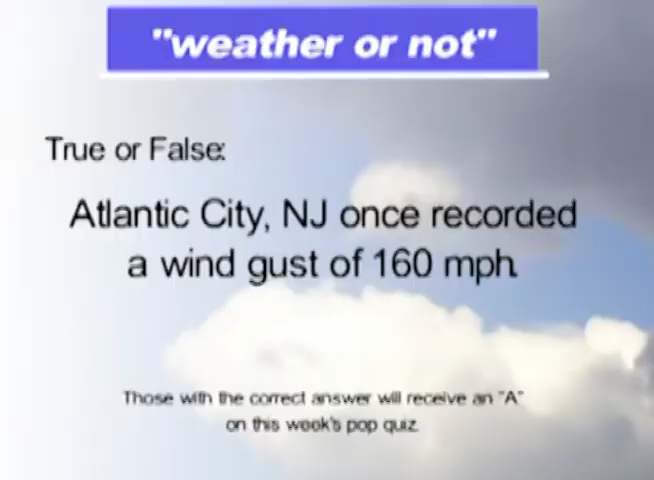 "weather or not"
True or False:
Atlantic City, NJ once recorded
a wind gust of 160 mph.
Those with the correct answer will receive an "A"
on this week's pop quiz.